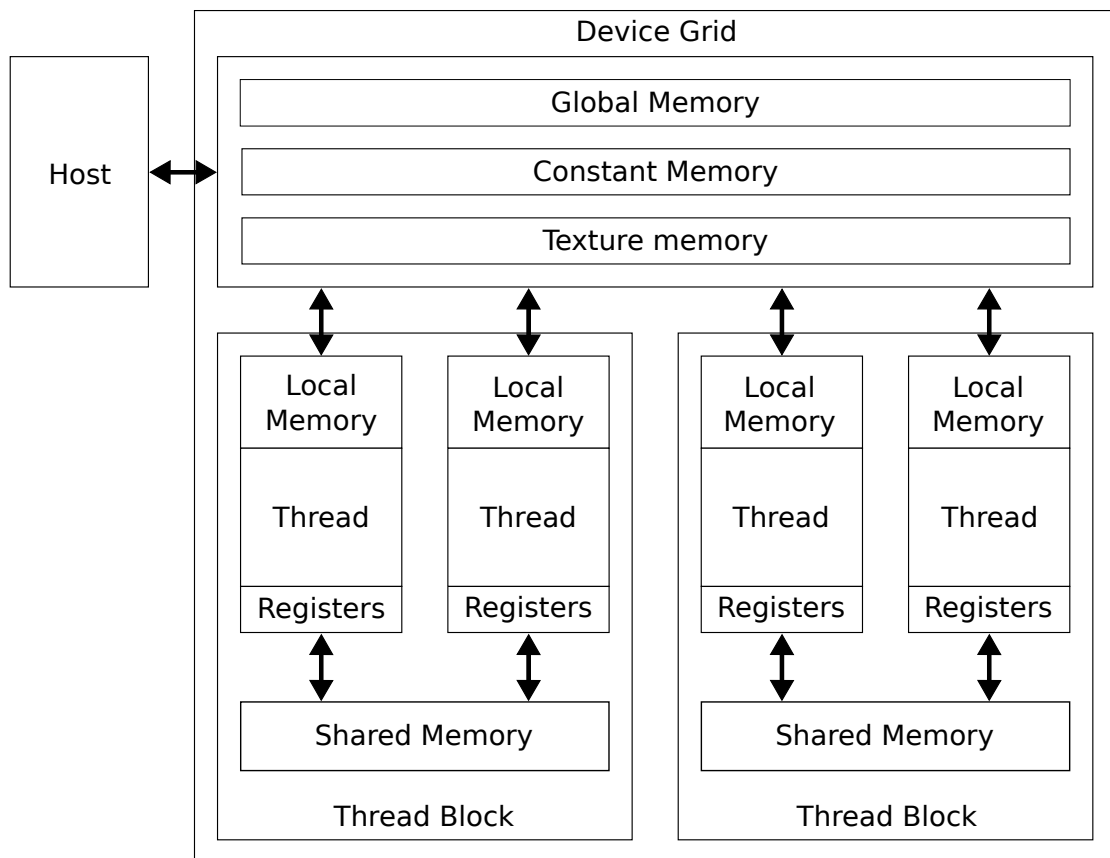 Device Grid
Host
Global Memory
Constant Memory
Texture memory
Local
Memory
Thread
Registers
Local
Memory
Thread
Registers
Shared Memory
Thread Block
Local
Memory
Thread
Registers
Local
Memory
Thread
Registers
Shared Memory
Thread Block